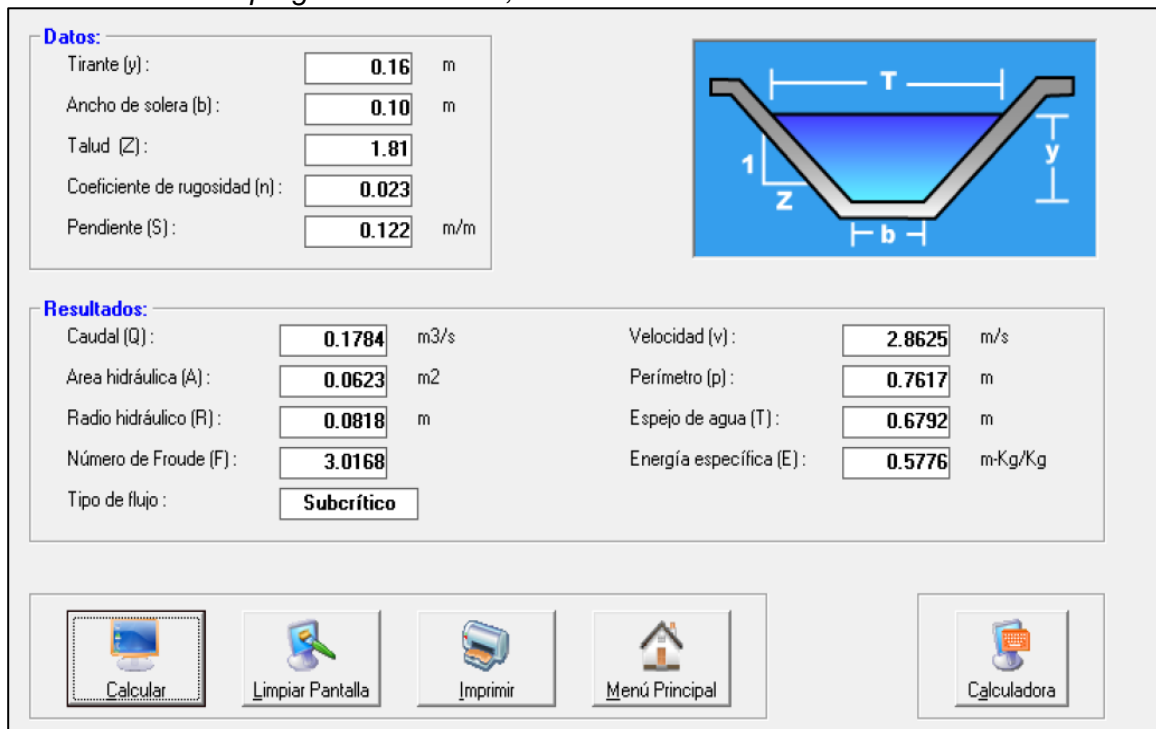 Datos:
Tirante (y) : 0.16 m
Ancho de solera (b) : 0.10 m
Talud (Z) : 1.81
Coeficiente de rugosidad (n) : 0.023
Pendiente (S) : 0.122 m/m
T
1
Z
y
b
Resultados:
Caudal (Q) : 0.1784 m3/s Velocidad (v) : 2.8625 m/s
Area hidráulica (A) : 0.0623 m2 Perímetro (p) : 0.7617 m
Radio hidráulico (R) : 0.0818 m Espejo de agua (T) : 0.6792 m
Número de Froude (F) : 3.0168 Energía específica (E) : 0.5776 m-Kg/Kg
Tipo de flujo : Subcrítico
Calcular Limpiar Pantalla Imprimir Menú Principal Calculadora